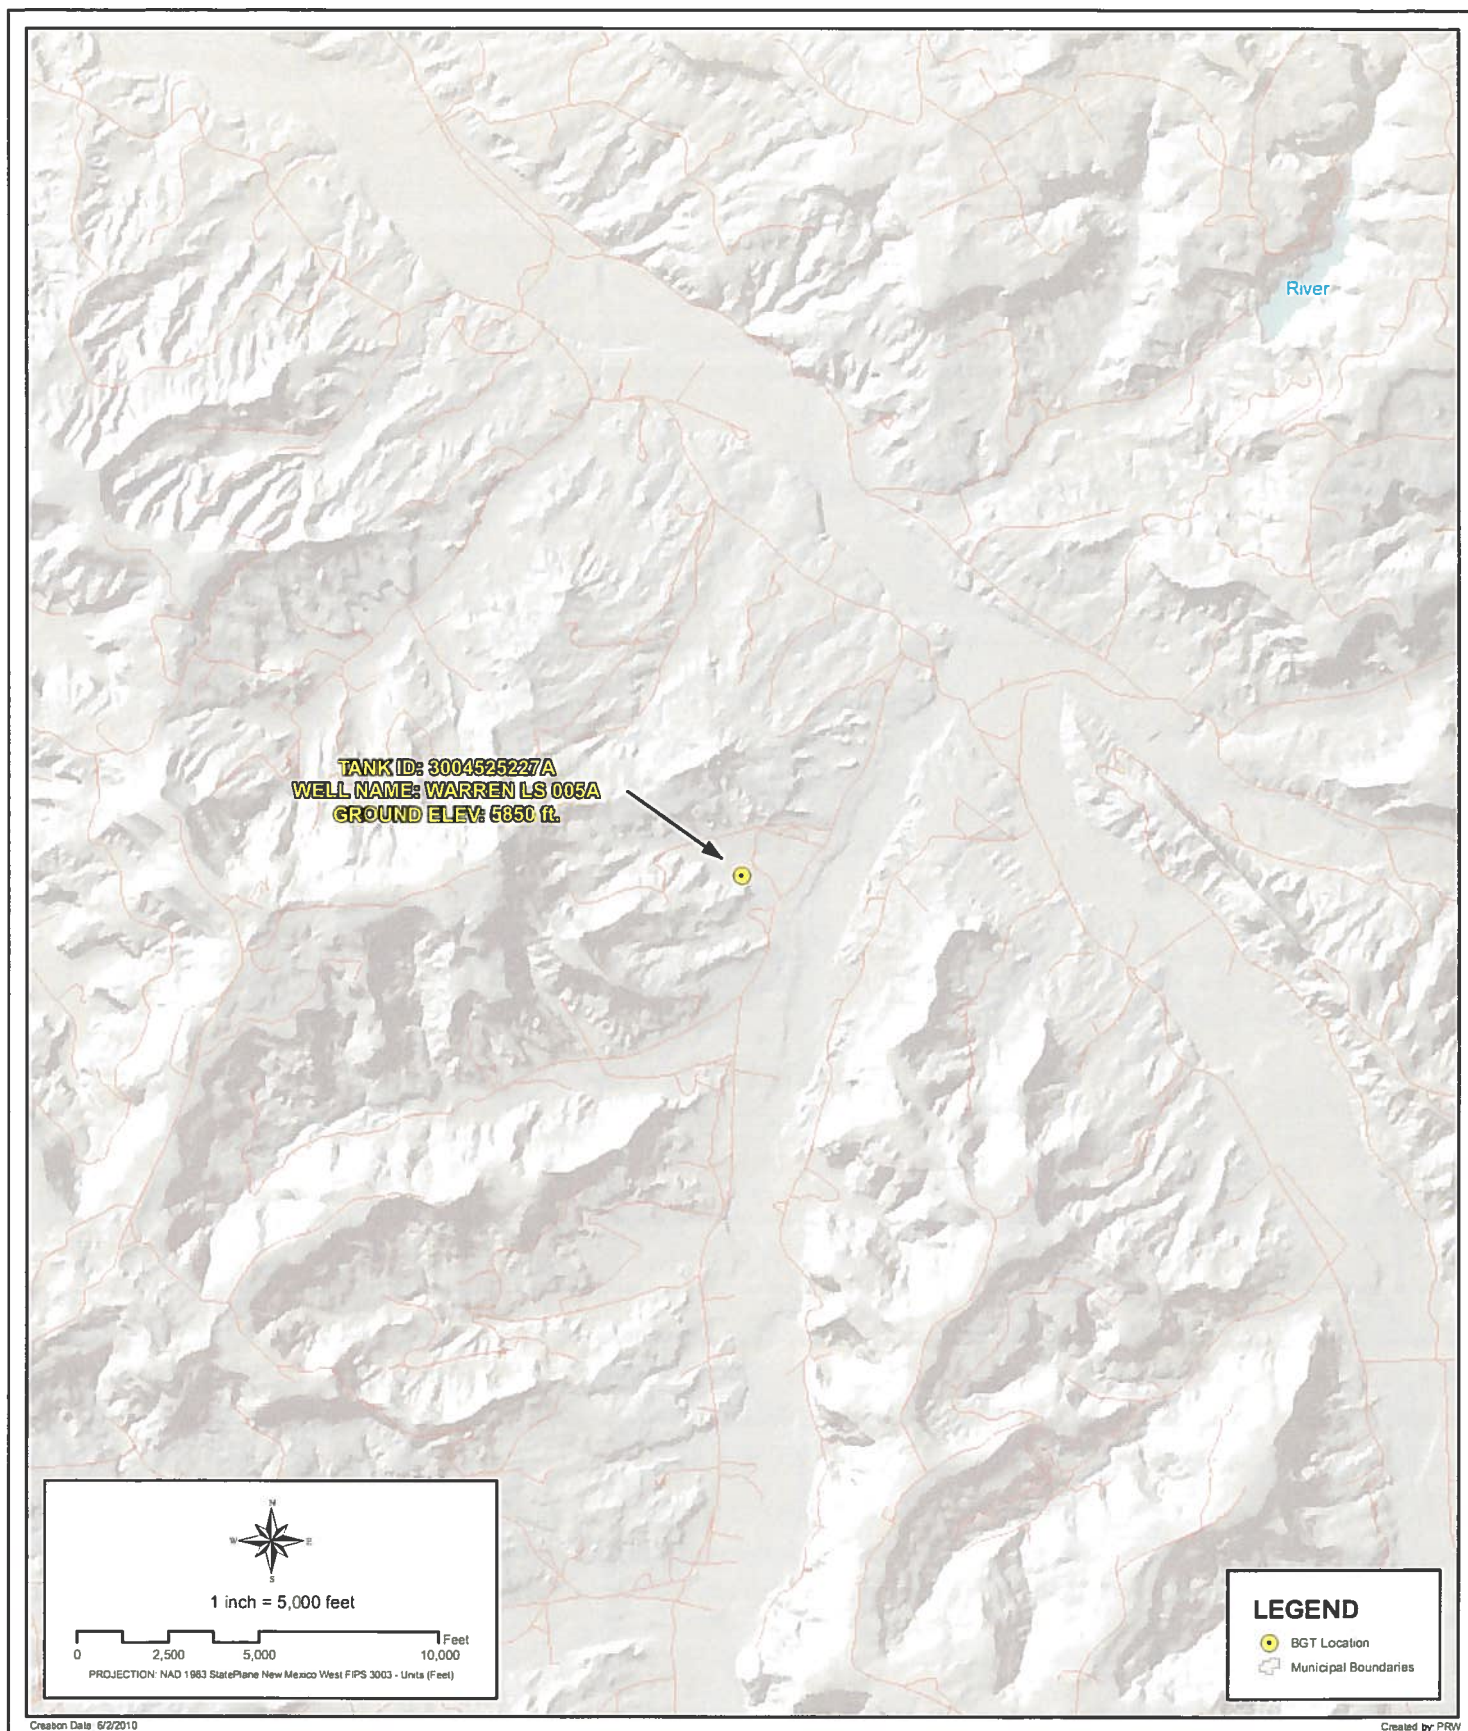 River
TANK ID: 3004525227A
WELL NAME: WARREN LS 005A
GROUND ELEV: 5850 ft.
N
W E
S
1 inch = 5,000 feet
Feet
0 2,500 5,000 10,000
PROJECTION: NAD 1983 StatePlane New Mexico West FIPS 3003 - Units (Feet)
LEGEND
BGT Location
Municipal Boundaries
Creation Date: 6/2/2010
Created by: PRW